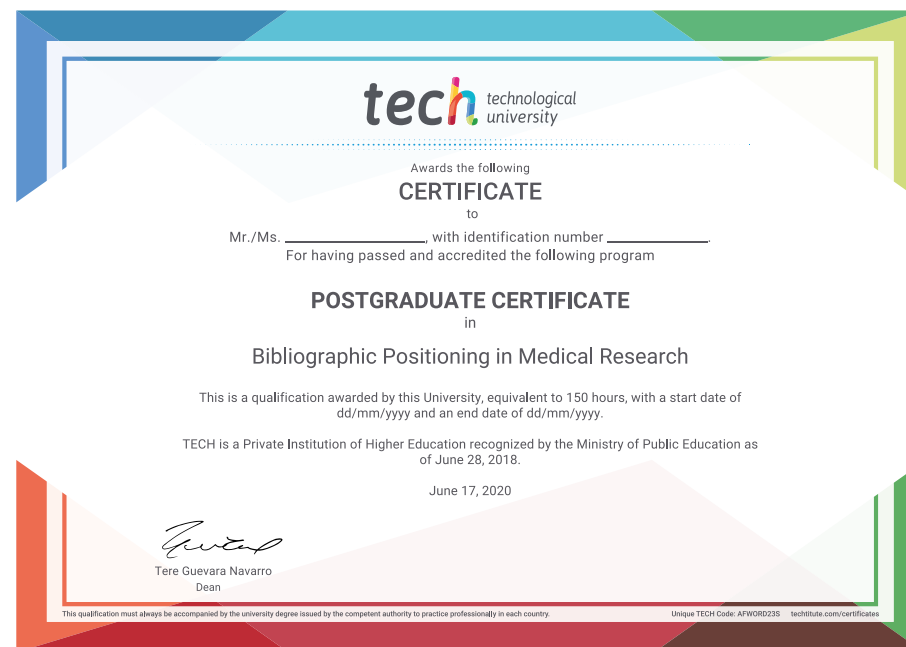 tech technological
university
Awards the following
CERTIFICATE
to
Mr./Ms. ____________________, with identification number ______________.
For having passed and accredited the following program
POSTGRADUATE CERTIFICATE
in
Bibliographic Positioning in Medical Research
This is a qualification awarded by this University, equivalent to 150 hours, with a start date of
dd/mm/yyyy and an end date of dd/mm/yyyy.
TECH is a Private Institution of Higher Education recognized by the Ministry of Public Education as
of June 28, 2018.
June 17, 2020
Tere Guevara Navarro
Dean
This qualification must always be accompanied by the university degree issued by the competent authority to practice professionally in each country.
Unique TECH Code: AFWORD23S techtitute.com/certificates